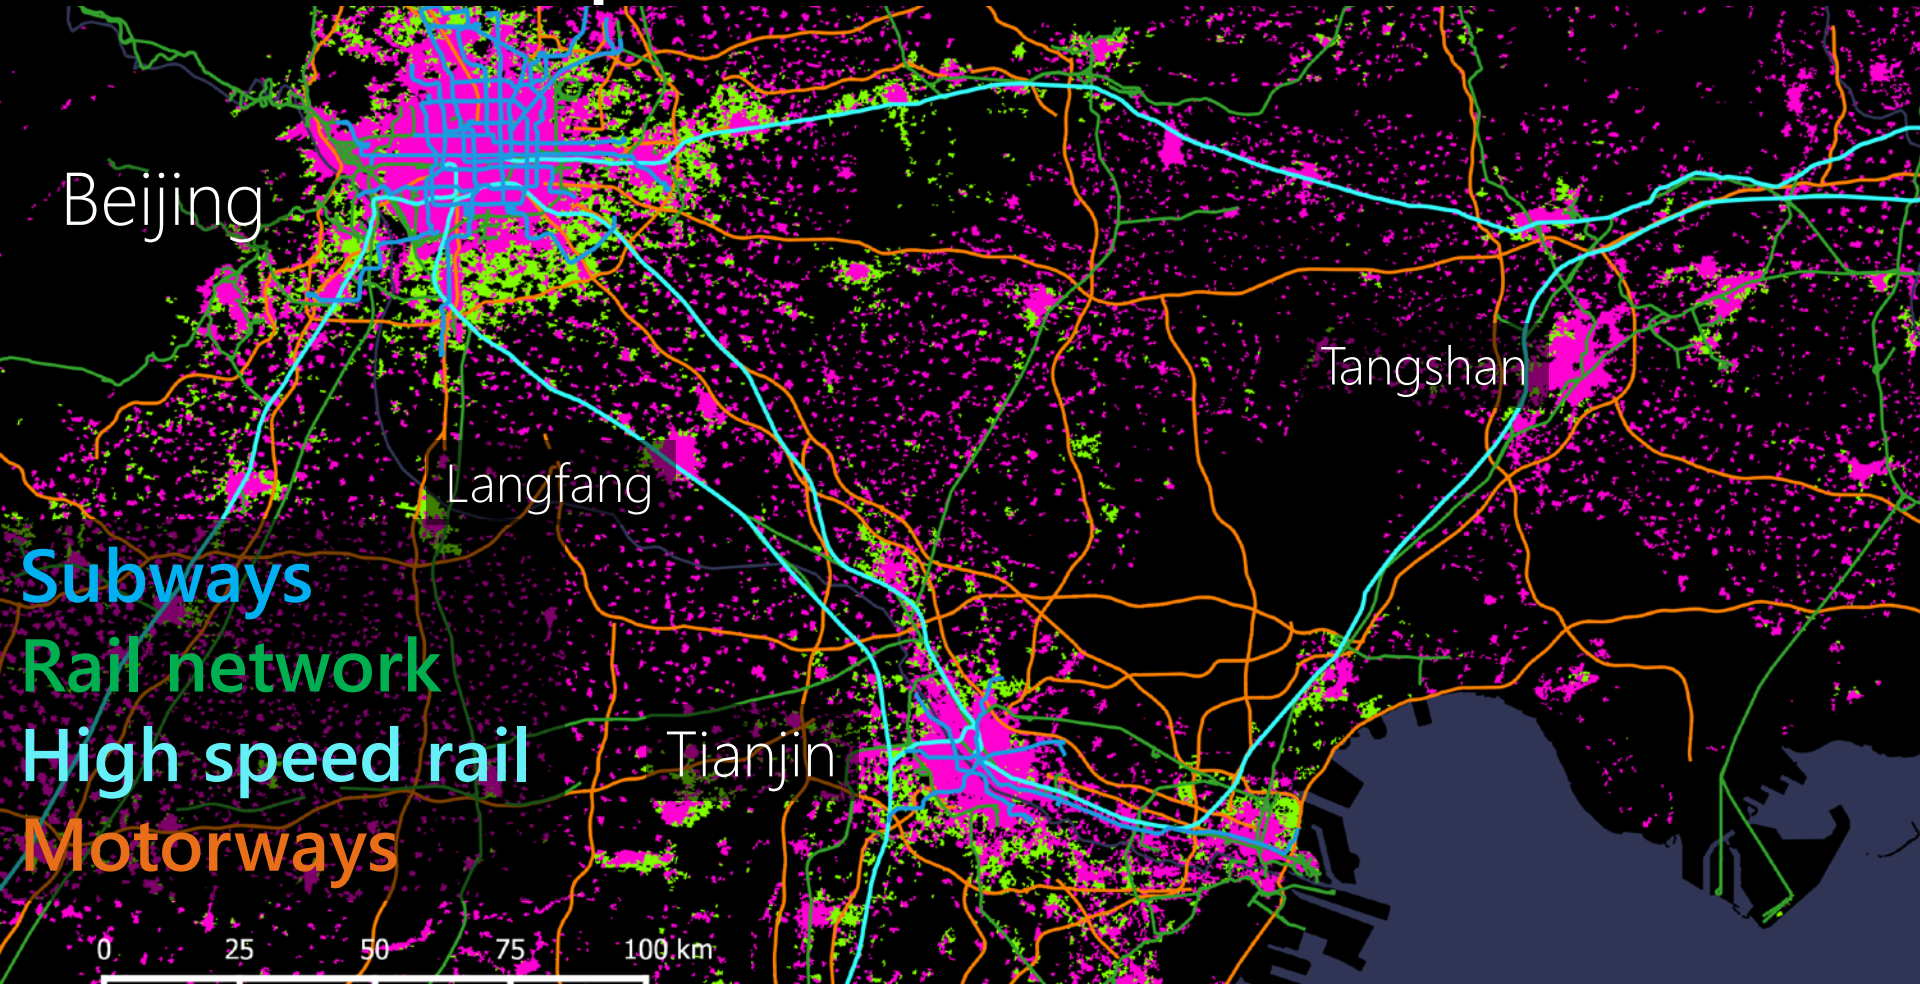 Beijing
Tangshan
Langfang
Subways
Rail network
High speed rail
Tianjin
Motorways
0 25 50 75 100 km